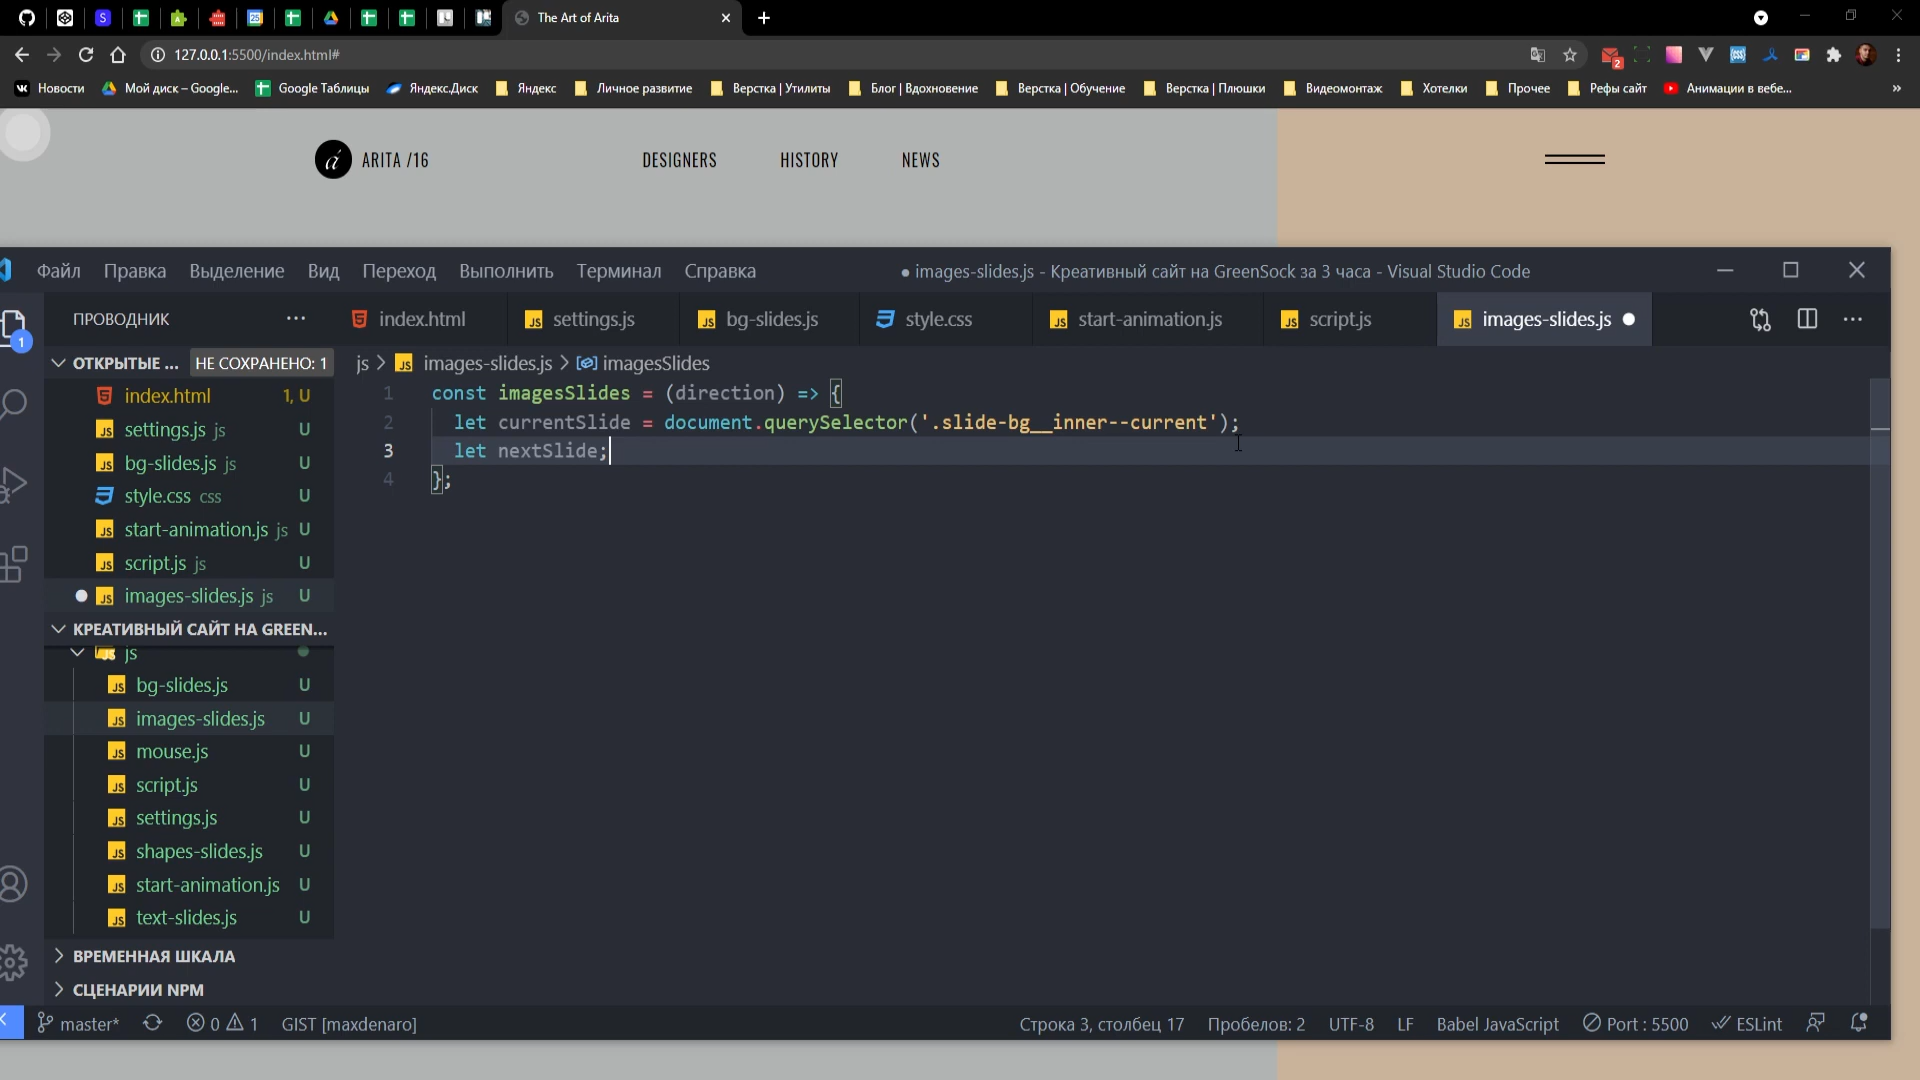 The Art of Arita
127.0.0.1:5500/index.html#
2
Новости
Мой диск – Google...
Google Таблицы
Яндекс.Диск
Яндекс
Личное развитие
Верстка | Утилиты
Блог | Вдохновение
Верстка | Обучение
Верстка | Плюшки
Видеомонтаж
Хотелки
Прочее
Рефы сайт
Анимации в вебе...
»
á ARITA /16
DESIGNERS
HISTORY
NEWS
Файл Правка Выделение Вид Переход Выполнить Терминал Справка
● images-slides.js - Креативный сайт на GreenSock за 3 часа - Visual Studio Code
ПРОВОДНИК ···
index.html
settings.js
bg-slides.js
style.css
start-animation.js
script.js
images-slides.js
1
ОТКРЫТЫЕ ... НЕ СОХРАНЕНО: 1
index.html 1, U
settings.js js U
bg-slides.js js U
style.css css U
start-animation.js js U
script.js js U
images-slides.js js U
КРЕАТИВНЫЙ САЙТ НА GREEN...
js
bg-slides.js U
images-slides.js U
mouse.js U
script.js U
settings.js U
shapes-slides.js U
start-animation.js U
text-slides.js U
ВРЕМЕННАЯ ШКАЛА
СЦЕНАРИИ NPM
js > images-slides.js > imagesSlides
1 const imagesSlides = (direction) => {
2 let currentSlide = document.querySelector('.slide-bg__inner--current');
3 let nextSlide;
4 };
master* 0 1 GIST [maxdenaro]
Строка 3, столбец 17 Пробелов: 2 UTF-8 LF Babel JavaScript Port : 5500 ESLint